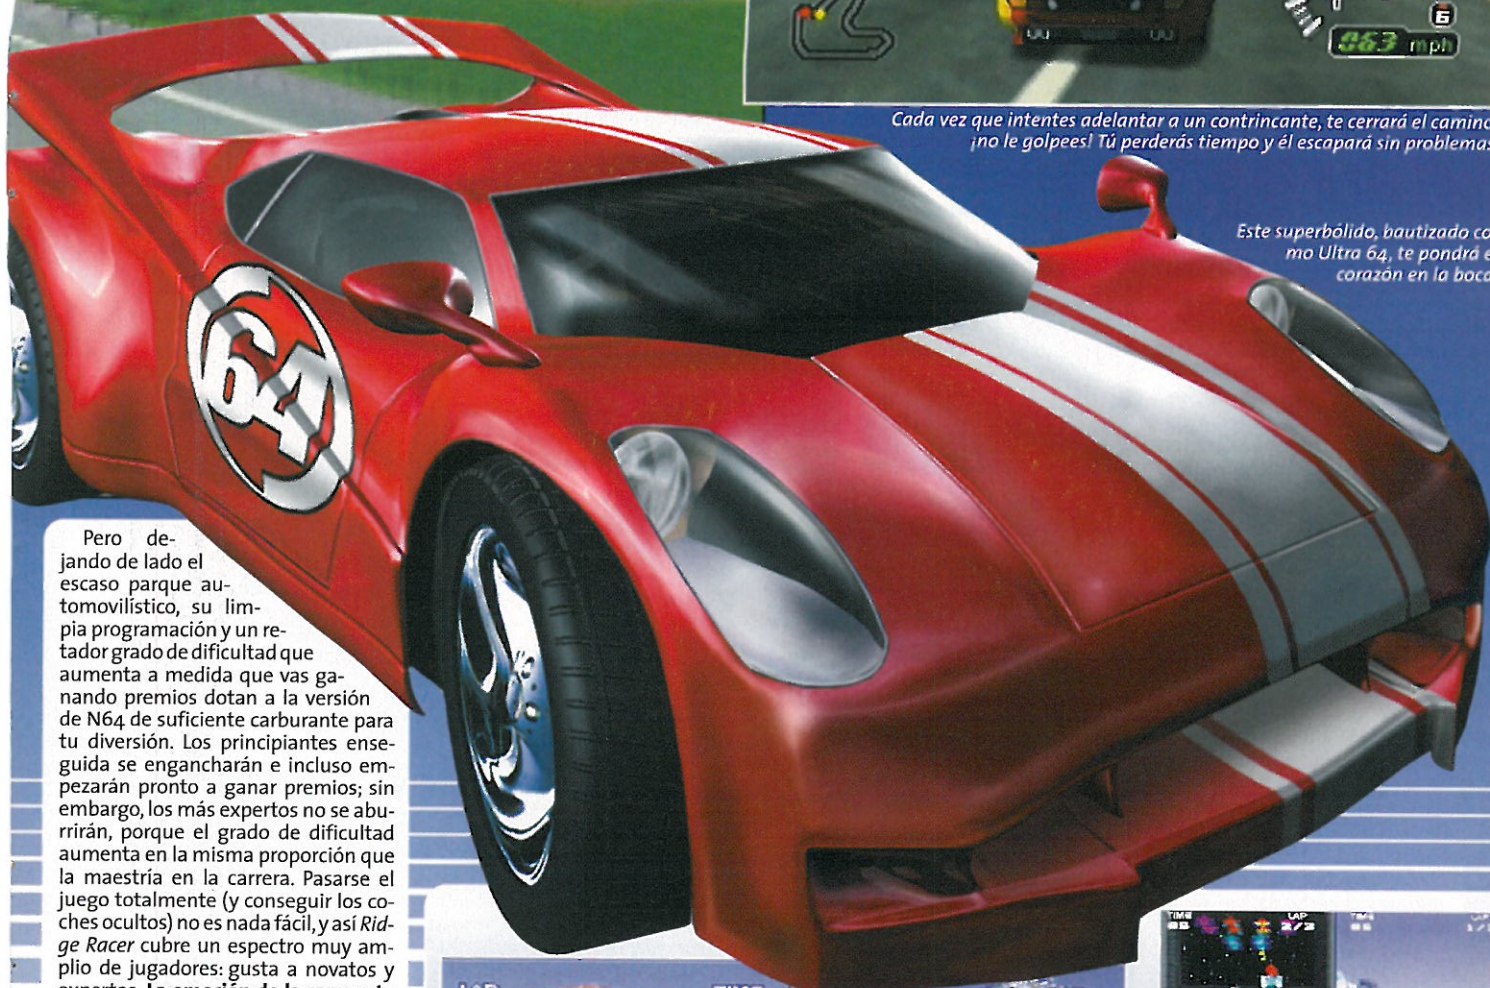 6
063 mph
Cada vez que intentes adelantar a un contrincante, te cerrará el camino
¡no le golpees! Tú perderás tiempo y él escapará sin problemas
Este superbólido, bautizado co-
mo Ultra 64, te pondrá e
corazón en la boca
64
Pero de-
jando de lado el
escaso parque au-
tomovilístico, su lim-
pia programación y un re-
tador grado de dificultad que
aumenta a medida que vas ga-
nando premios dotan a la versión
de N64 de suficiente carburante para
tu diversión. Los principiantes ense-
guida se engancharán e incluso em-
pezarán pronto a ganar premios; sin
embargo, los más expertos no se abu-
rrirán, porque el grado de dificultad
aumenta en la misma proporción que
la maestría en la carrera. Pasarse el
juego totalmente (y conseguir los co-
ches ocultos) no es nada fácil, y así Rid-
ge Racer cubre un espectro muy am-
plio de jugadores: gusta a novatos y
TIME LAP
2/3
TIME
LAP TIME